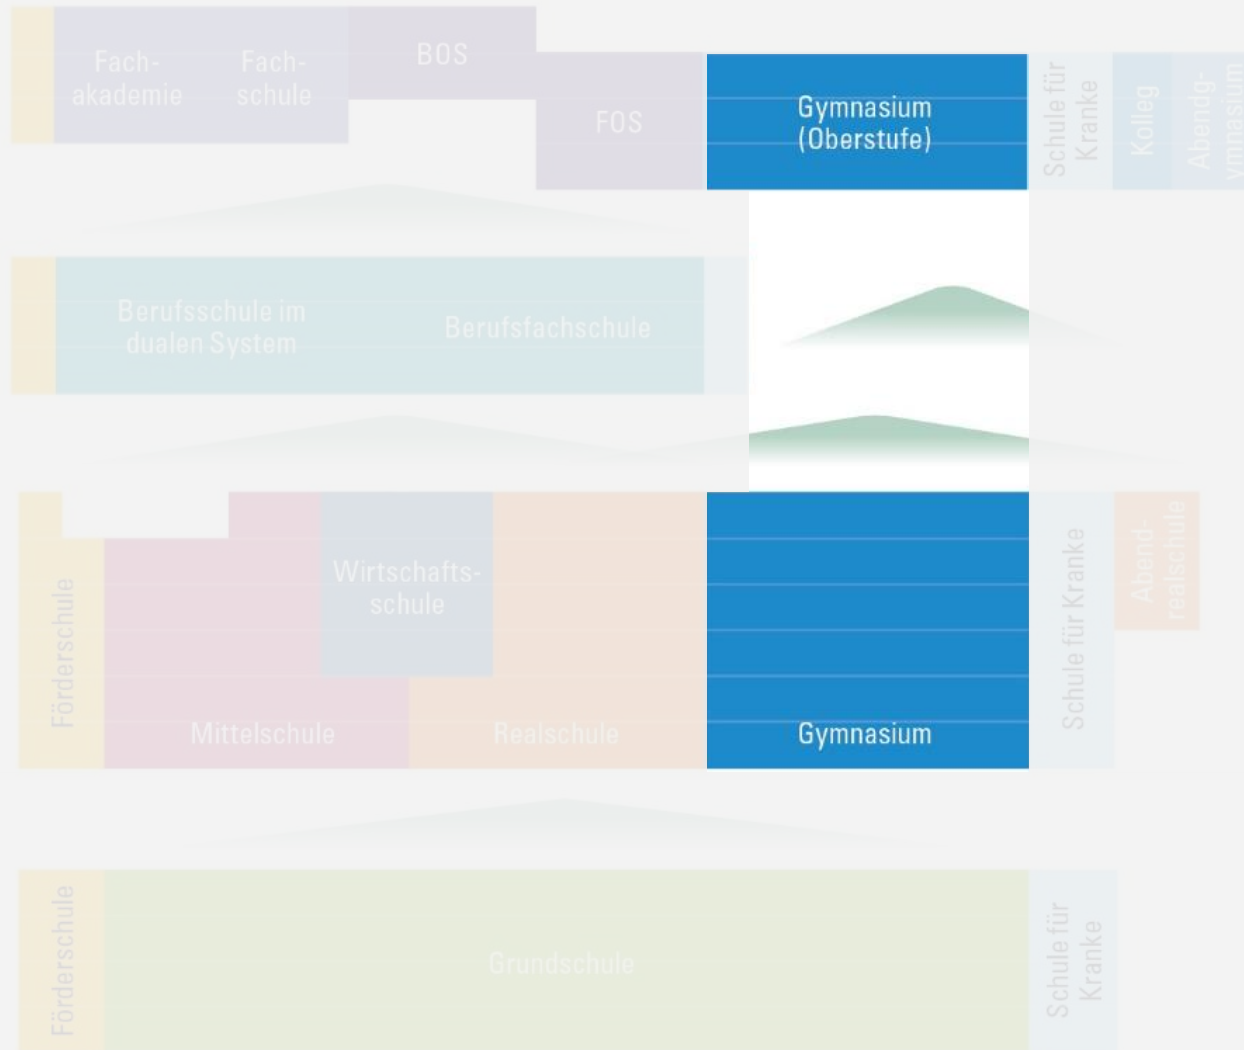 Fach-
akademie
Fach-
schule
BOS
FOS
Gymnasium
(Oberstufe)
Schule für
Kranke
Kolleg
Abendg-
ymnasium
Berufsschule im
dualen System
Berufsfachschule
Förderschule
Mittelschule
Wirtschafts-
schule
Realschule
Gymnasium
Schule für Kranke
Abend-
realschule
Förderschule
Grundschule
Schule für
Kranke